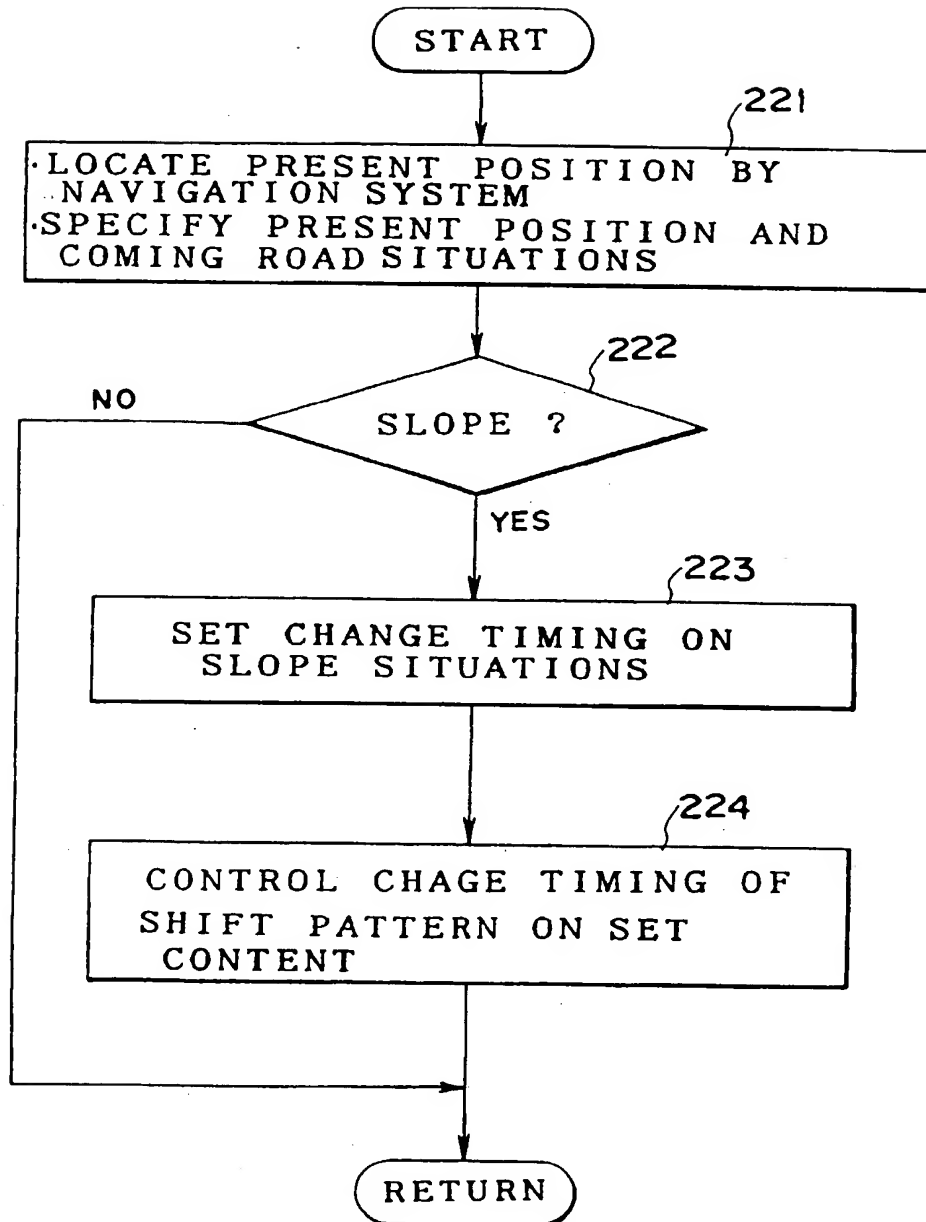 START
221
·LOCATE PRESENT POSITION BY
NAVIGATION SYSTEM
·SPECIFY PRESENT POSITION AND
COMING ROAD SITUATIONS
222
NO
SLOPE ?
YES
223
SET CHANGE TIMING ON
SLOPE SITUATIONS
224
CONTROL CHAGE TIMING OF
SHIFT PATTERN ON SET
CONTENT
RETURN